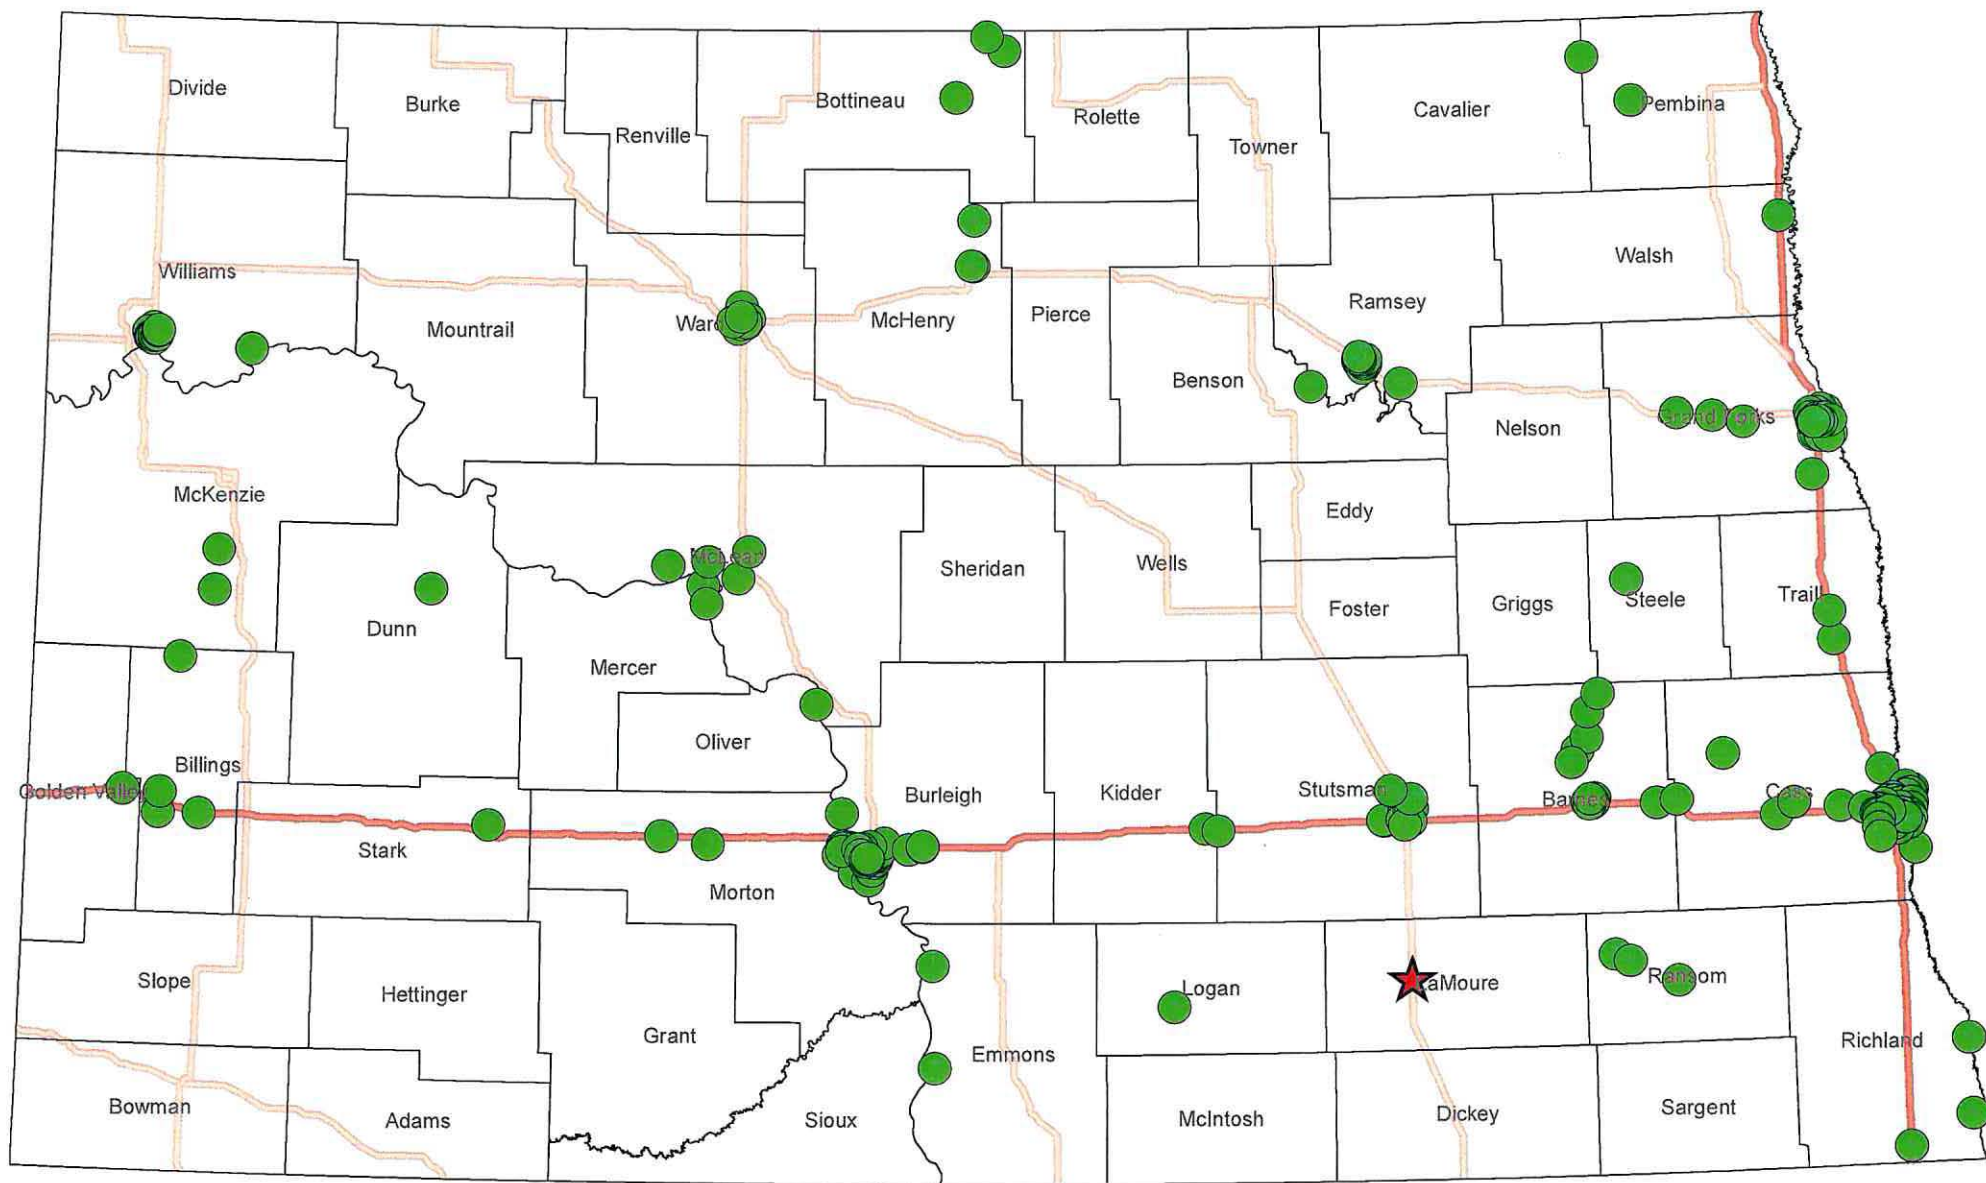 Divide
Burke
Renville
Bottineau
Rolette
Towner
Cavalier
Pembina
Williams
Mountrail
Ward
McHenry
Pierce
Benson
Ramsey
Walsh
Nelson
Grand Forks
McKenzie
Dunn
McLean
Mercer
Oliver
Sheridan
Wells
Eddy
Foster
Griggs
Steele
Traill
Golden Valley
Billings
Stark
Morton
Burleigh
Kidder
Stutsman
Barnes
Cass
Slope
Hettinger
Grant
Emmons
Logan
LaMoure
Ransom
Richland
Bowman
Adams
Sioux
McIntosh
Dickey
Sargent